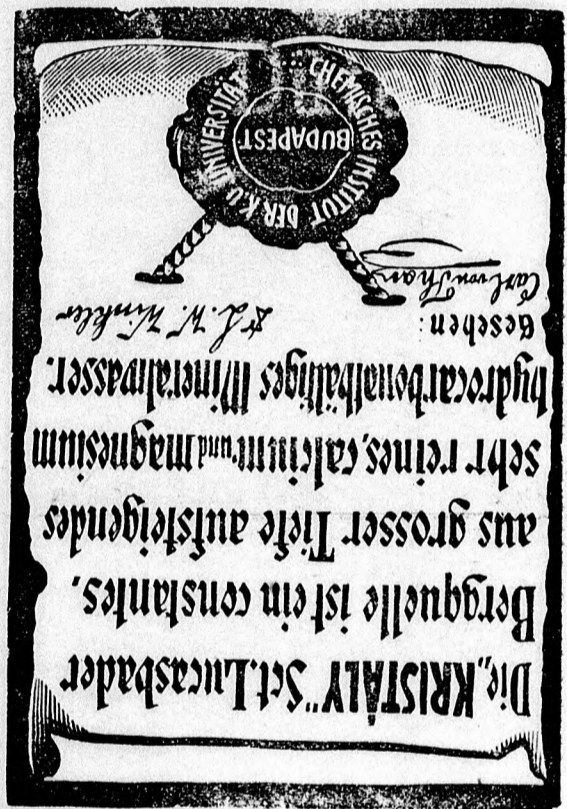 Die „KRISTÁLY" Sct. Lucasbader
Bergquelle ist ein constantes,
aus grosser Tiefe aufsteigendes
sehr reines, calcium- und magnesium
hydrocarbonathältiges Mineralwasser.
Gesehen:
Carl von Than
Dr L. W. Winkler
CHEMISCHES INSTITUT DER K.U. UNIVERSITÄT
BUDAPEST